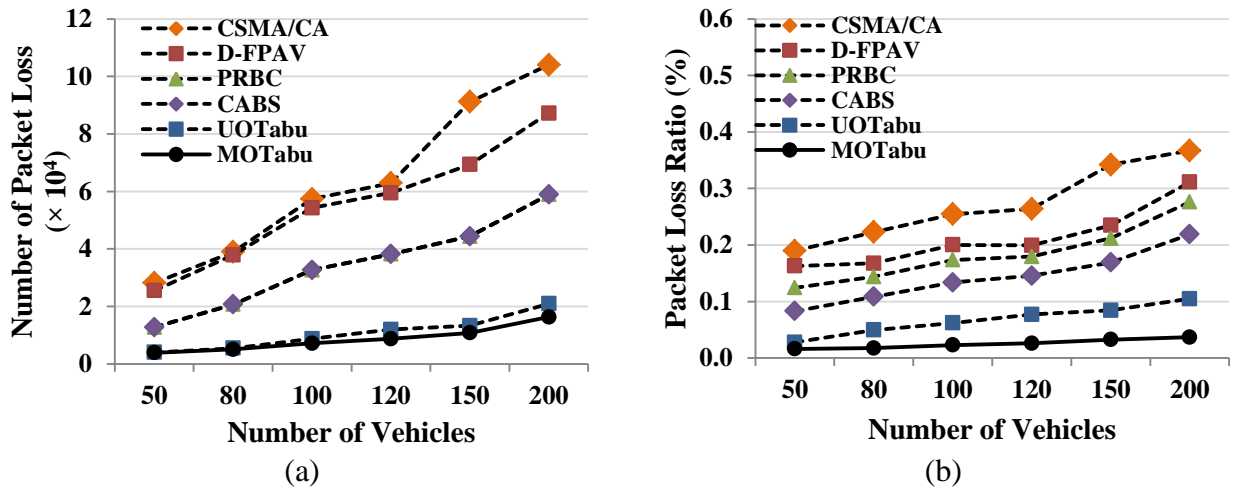 12
10
8
6
4
2
0
Number of Packet Loss
(× 10⁴)
CSMA/CA
D-FPAV
PRBC
CABS
UOTabu
MOTabu
50 80 100 120 150 200
Number of Vehicles
(a)
0.6
0.5
0.4
0.3
0.2
0.1
0.0
Packet Loss Ratio (%)
CSMA/CA
D-FPAV
PRBC
CABS
UOTabu
MOTabu
50 80 100 120 150 200
Number of Vehicles
(b)